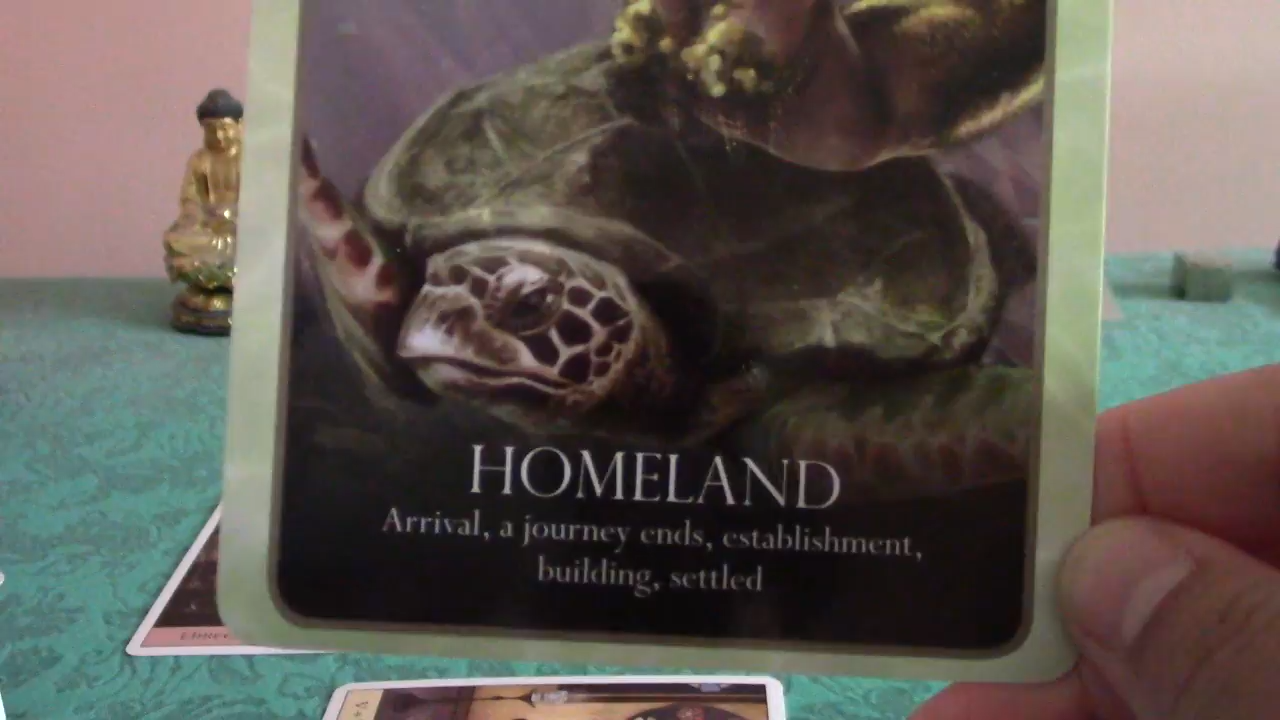 HOMELAND
Arrival, a journey ends, establishment,
building, settled